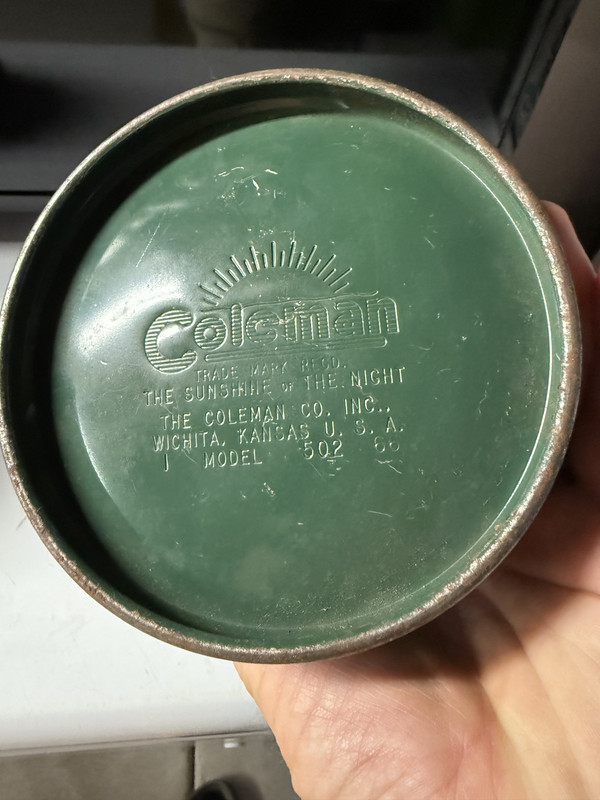 Coleman
TRADE MARK REG'D.
THE SUNSHINE OF THE NIGHT
THE COLEMAN CO. INC.,
WICHITA, KANSAS U. S. A.
MODEL 502